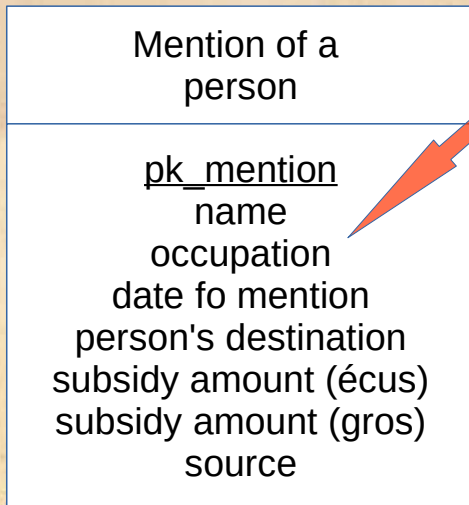 Mention of a
person
pk_mention
name
occupation
date fo mention
person's destination
subsidy amount (écus)
subsidy amount (gros)
source